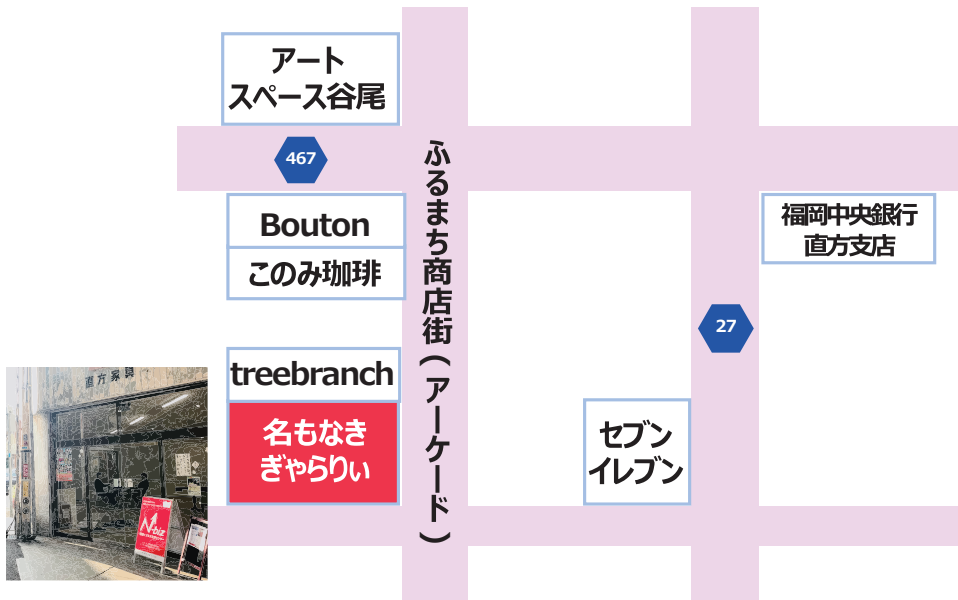 アート
スペース谷尾
467
Bouton
このみ珈琲
ふるまち商店街(アーケード)
福岡中央銀行
直方支店
27
treebranch
名もなき
ぎゃらりぃ
セブン
イレブン
直方家具
N-biz